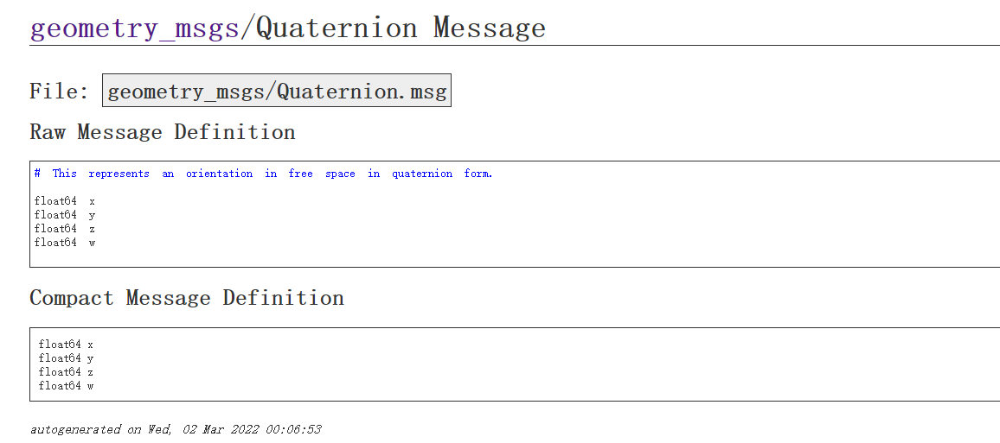 geometry_msgs/Quaternion Message
File: geometry_msgs/Quaternion.msg
Raw Message Definition
# This represents an orientation in free space in quaternion form.
float64 x
float64 y
float64 z
float64 w
Compact Message Definition
float64 x
float64 y
float64 z
float64 w
autogenerated on Wed, 02 Mar 2022 00:06:53